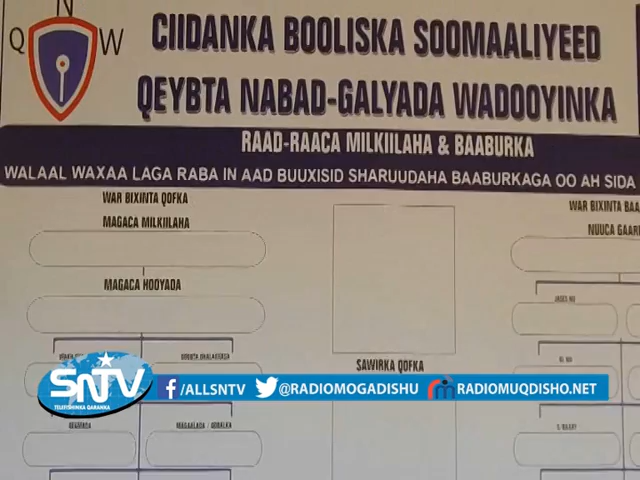 N
Q W
CIIDANKA BOOLISKA SOOMAALIYEED
QEYBTA NABAD-GALYADA WADOOYINKA
RAAD-RAACA MILKIILAHA & BAABURKA
WALAAL WAXAA LAGA RABA IN AAD BUUXISID SHARUUDAHA BAABURKAGA OO AH SIDA
WAR BIXINTA QOFKA
WAR BIXINTA BAA
MAGACA MILKIILAHA
NUUCA GAARI
MAGACA HOOYADA
SAWIRKA QOFKA
SNTV
TELEFISHINKA QARANKA
/ALLSNTV
@RADIOMOGADISHU
RADIOMUQDISHO.NET